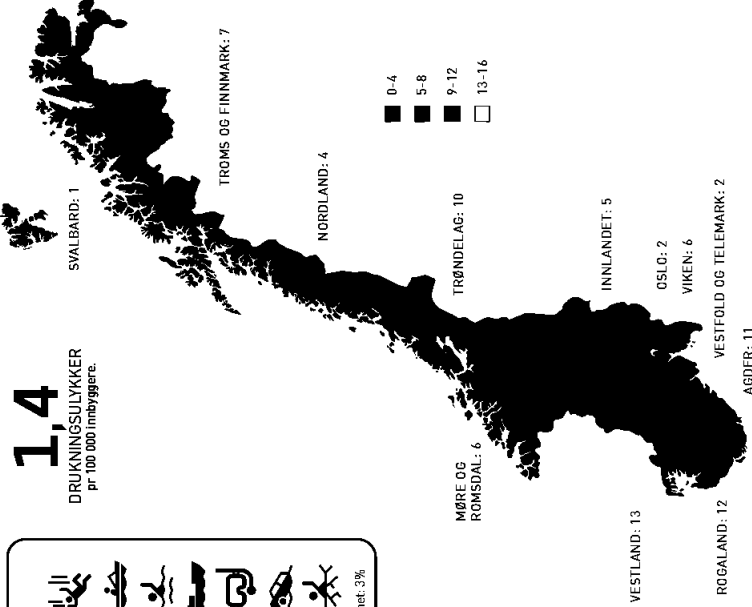 1,4
DRUKNINGSULYKKER
pr 100 000 innbyggere.
SVALBARD: 1
TROMS OG FINNMARK: 7
NORDLAND: 4
TRØNDELAG: 10
MØRE OG
ROMSDAL: 6
INNLANDET: 5
OSLO: 2
VIKEN: 6
VESTFOLD OG TELEMARK: 2
AGDER: 11
VESTLAND: 13
ROGALAND: 12
0-4
5-8
9-12
13-16
3%